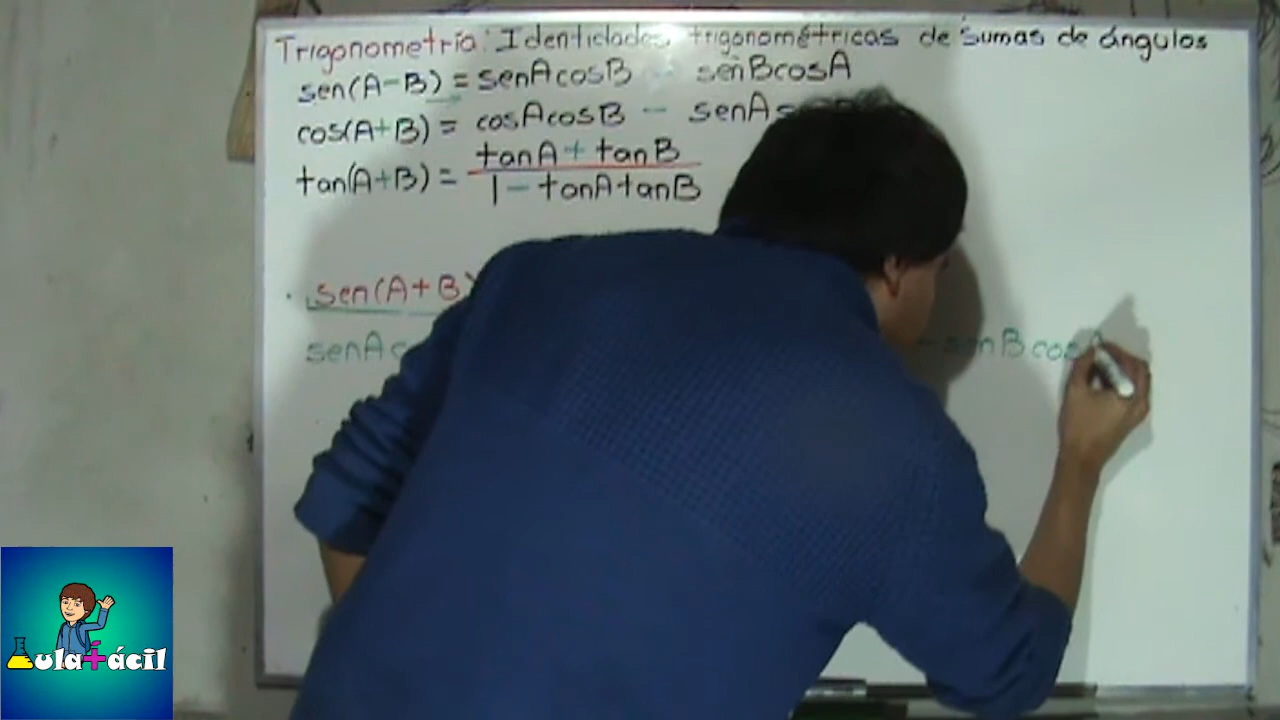 Trigonometría: Identidades trigonométricas de sumas de ángulos
sen(A-B) = senAcosB - senBcosA
cos(A+B) = cosAcosB - senA
tan(A+B) = tanA + tanB
1 - tanAtanB
sen(A+B)
senA
- senBcos
Aula+ácil